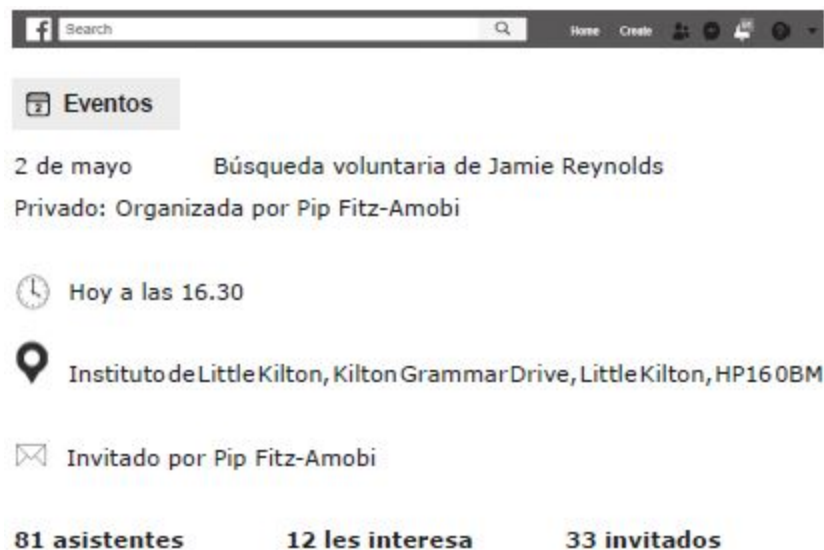 f Search Home Create
2 Eventos
2 de mayo Búsqueda voluntaria de Jamie Reynolds
Privado: Organizada por Pip Fitz-Amobi
Hoy a las 16.30
Instituto de Little Kilton, Kilton Grammar Drive, Little Kilton, HP16 0BM
Invitado por Pip Fitz-Amobi
81 asistentes 12 les interesa 33 invitados